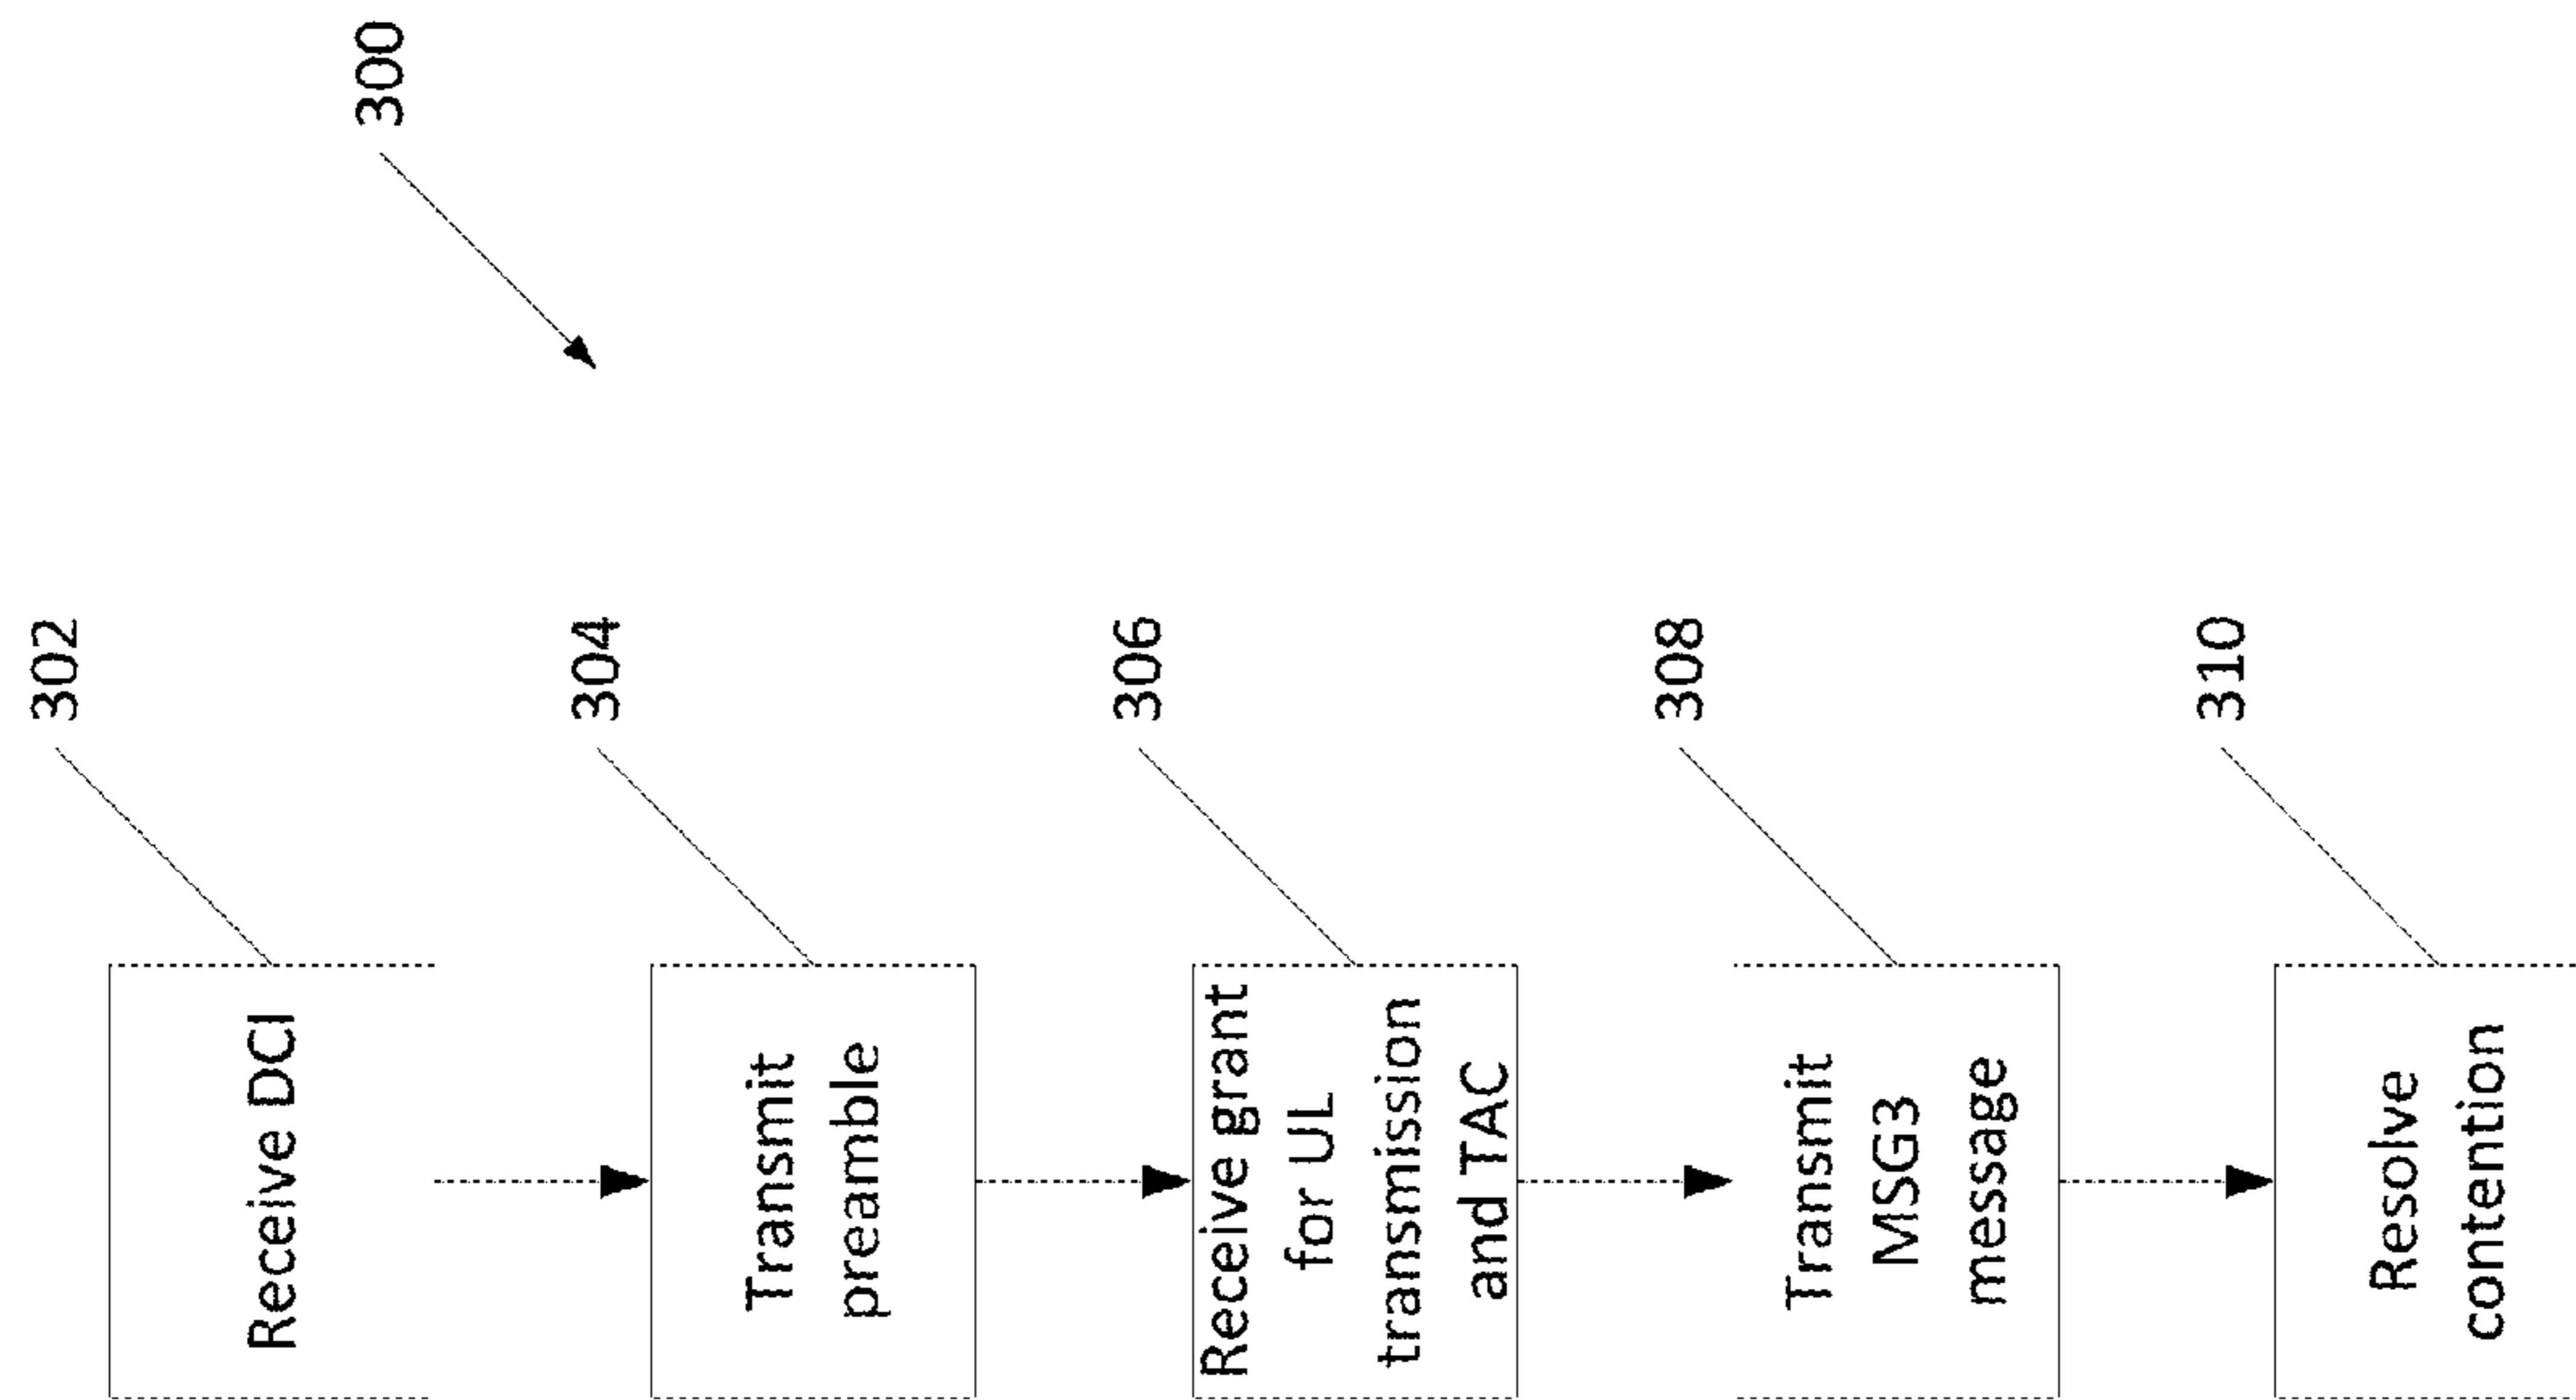 300
302
Receive DCI
304
Transmit
preamble
306
Receive grant
for UL
transmission
and TAC
308
Transmit
MSG3
message
310
Resolve
contention